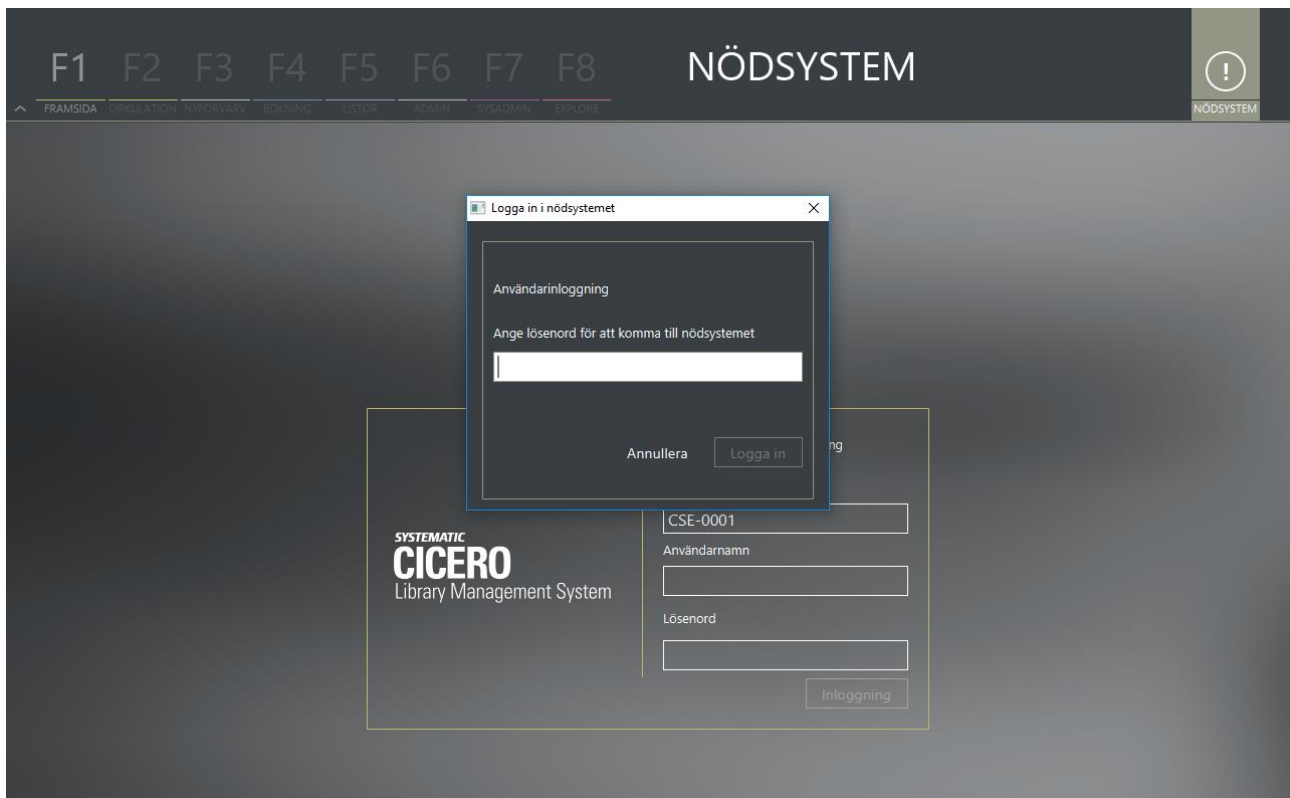 F1 F2 F3 F4 F5 F6 F7 F8 NÖDSYSTEM
FRAMSIDA CIRKULATION NYFÖRVÄRV BOKNING LISTOR ADMIN SYSADMIN EXPLORE NÖDSYSTEM
Logga in i nödsystemet
Användarinloggning
Ange lösenord för att komma till nödsystemet
Annullera Logga in
ng
CSE-0001
Användarnamn
Lösenord
Inloggning
SYSTEMATIC
CICERO
Library Management System